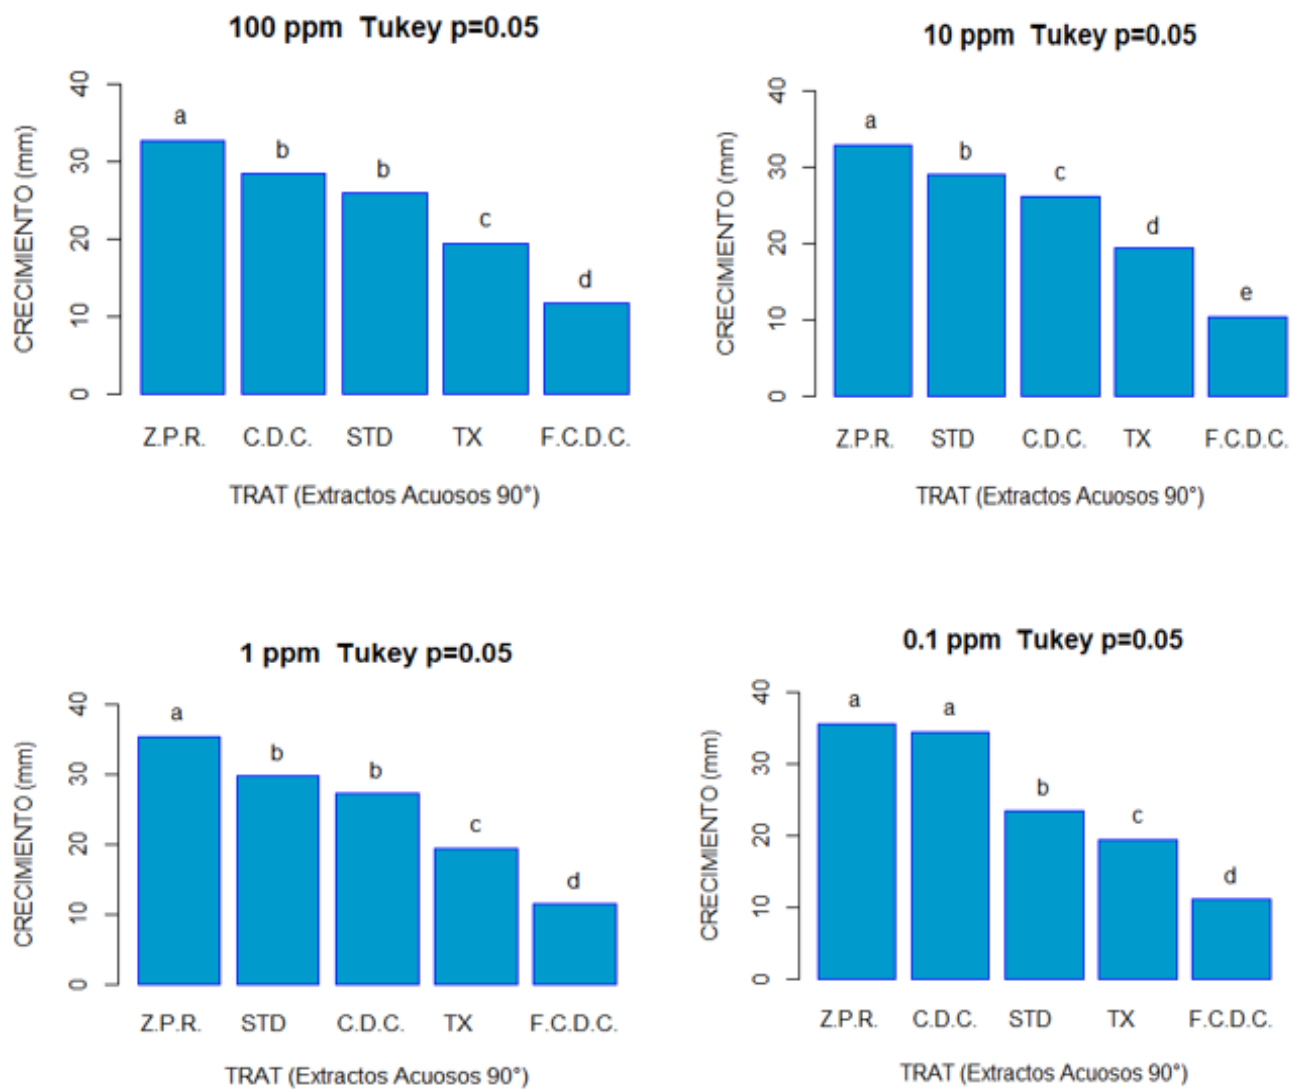 100 ppm  Tukey p=0.05
CRECIMIENTO (mm)
40
30
20
10
0
a
b
b
c
d
Z.P.R.
C.D.C.
STD
TX
F.C.D.C.
TRAT (Extractos Acuosos 90°)
10 ppm  Tukey p=0.05
CRECIMIENTO (mm)
40
30
20
10
0
a
b
c
d
e
Z.P.R.
STD
C.D.C.
TX
F.C.D.C.
TRAT (Extractos Acuosos 90°)
1 ppm  Tukey p=0.05
CRECIMIENTO (mm)
40
30
20
10
0
a
b
b
c
d
Z.P.R.
STD
C.D.C.
TX
F.C.D.C.
TRAT (Extractos Acuosos 90°)
0.1 ppm  Tukey p=0.05
CRECIMIENTO (mm)
40
30
20
10
0
a
a
b
c
d
Z.P.R.
C.D.C.
STD
TX
F.C.D.C.
TRAT (Extractos Acuosos 90°)